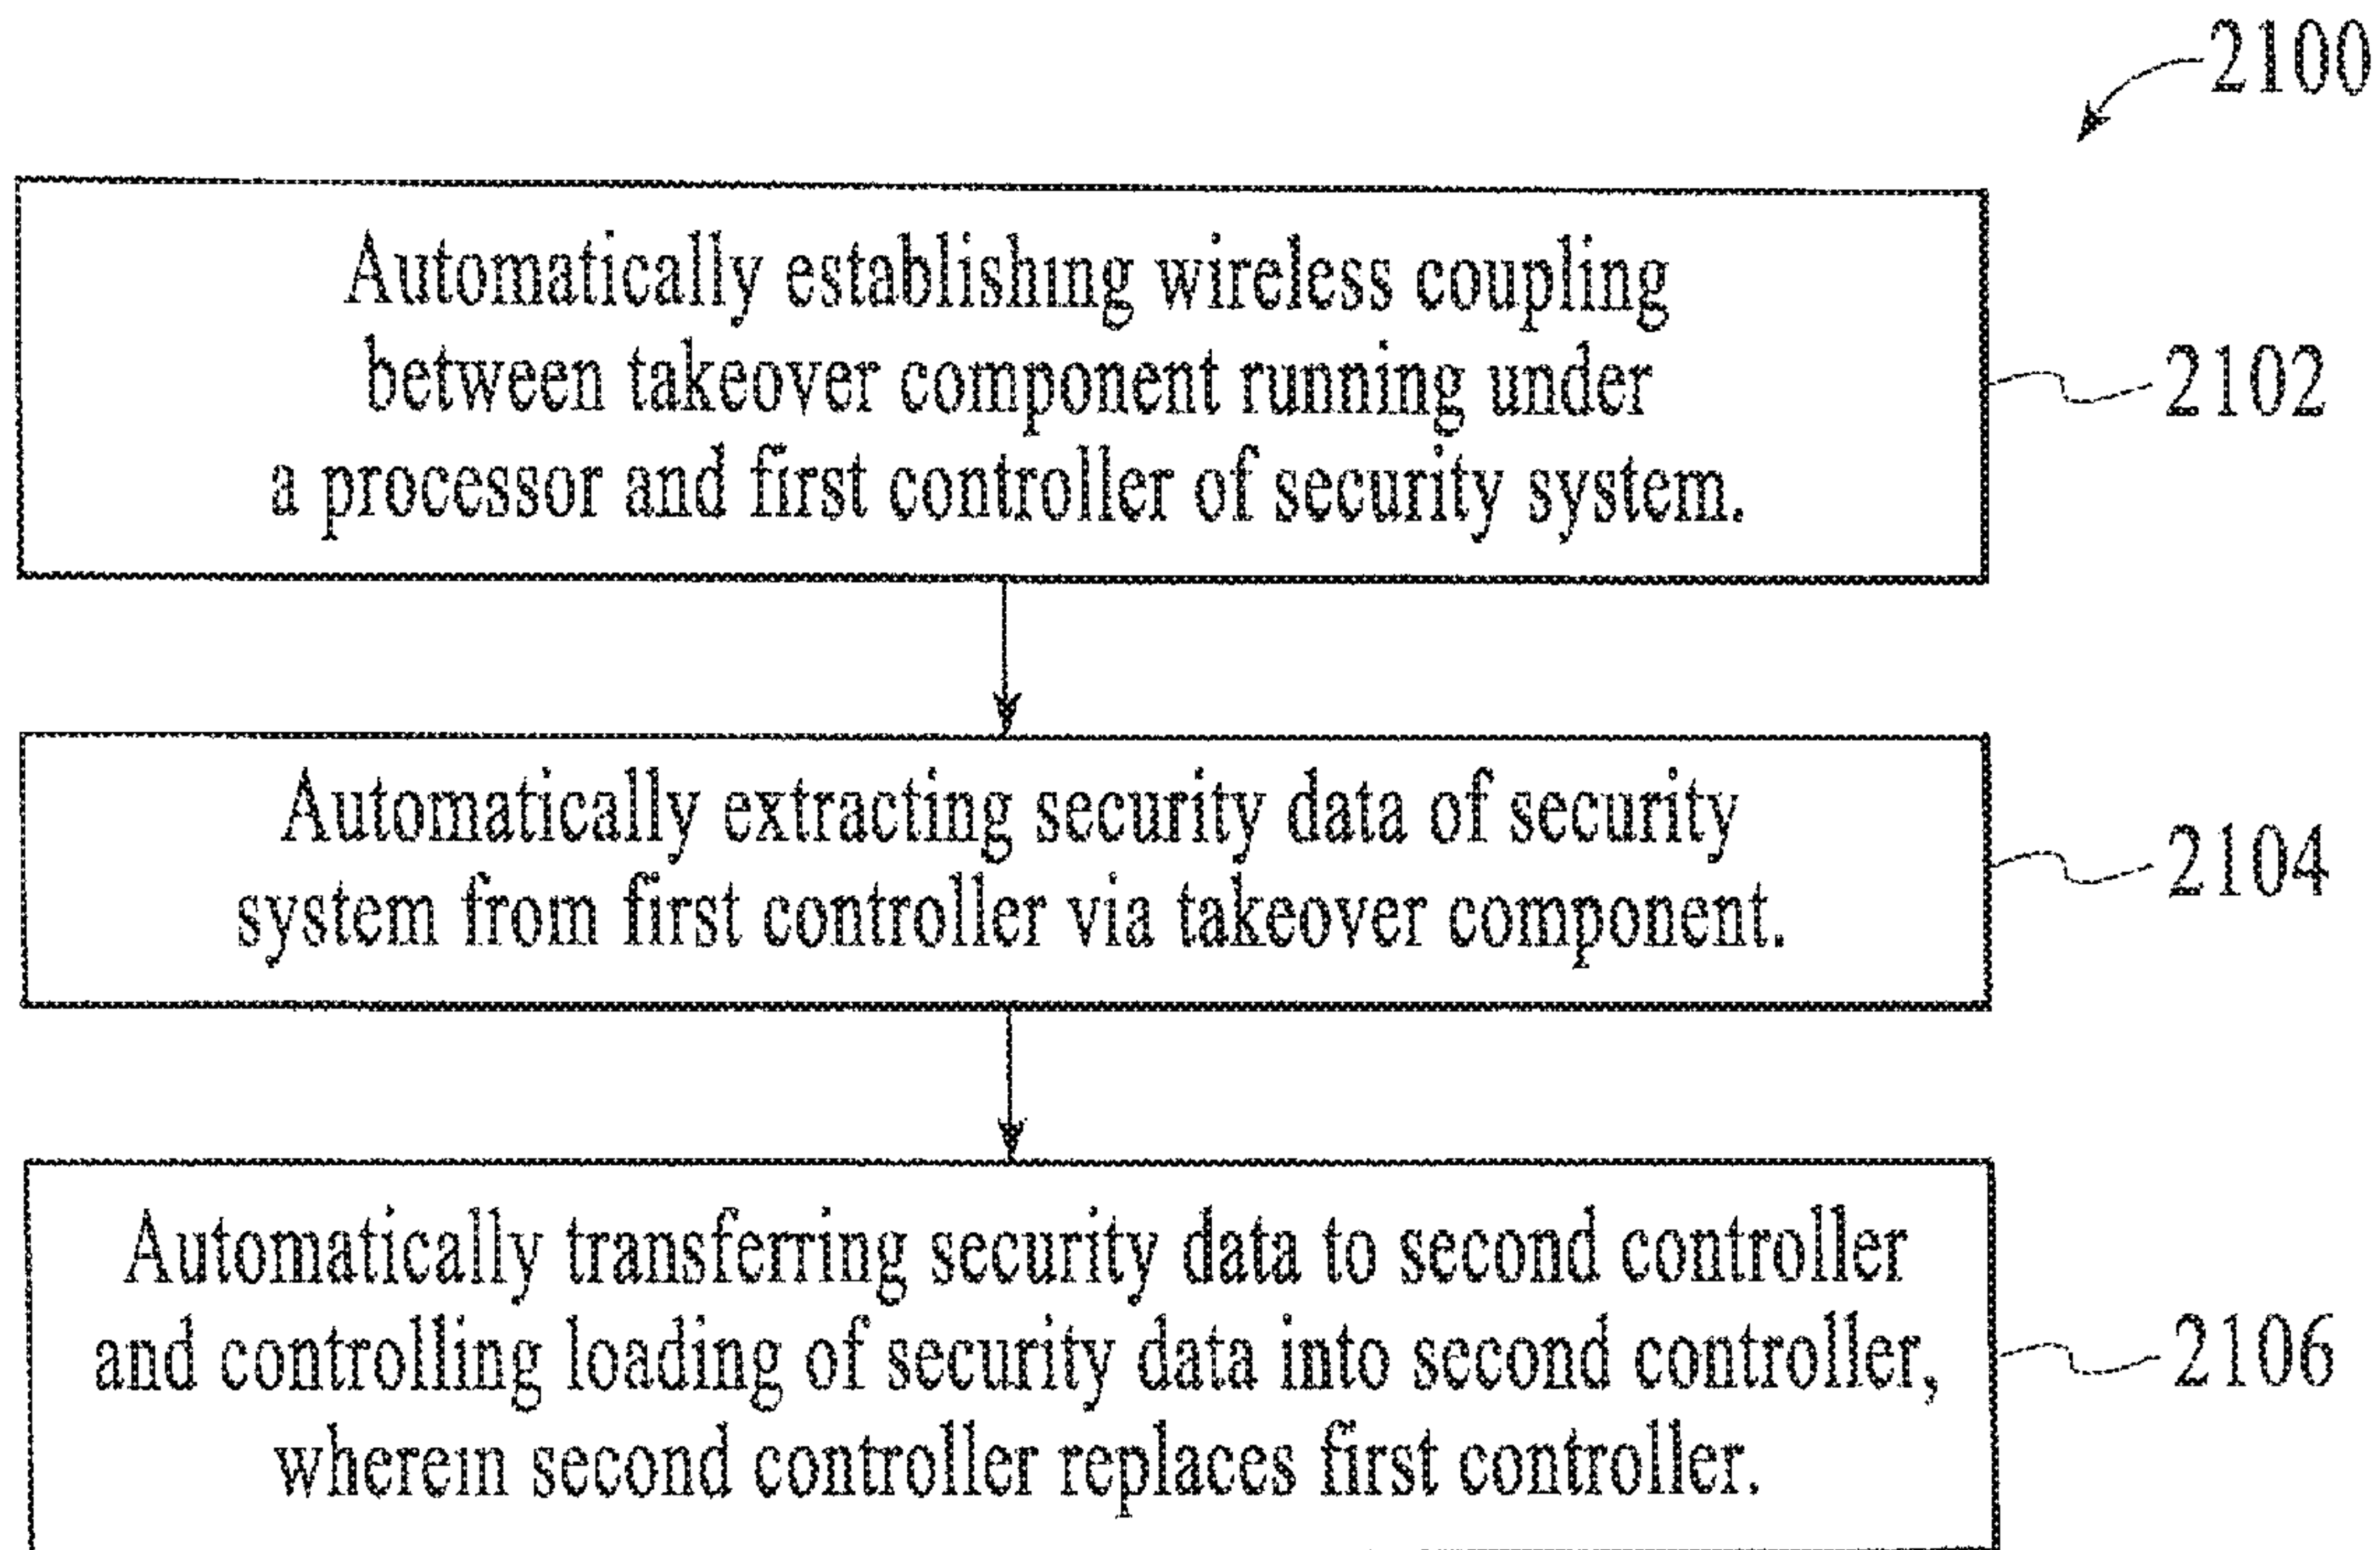 2100
Automatically establishing wireless coupling
between takeover component running under
a processor and first controller of security system.
2102
Automatically extracting security data of security
system from first controller via takeover component.
2104
Automatically transferring security data to second controller
and controlling loading of security data into second controller,
wherein second controller replaces first controller.
2106